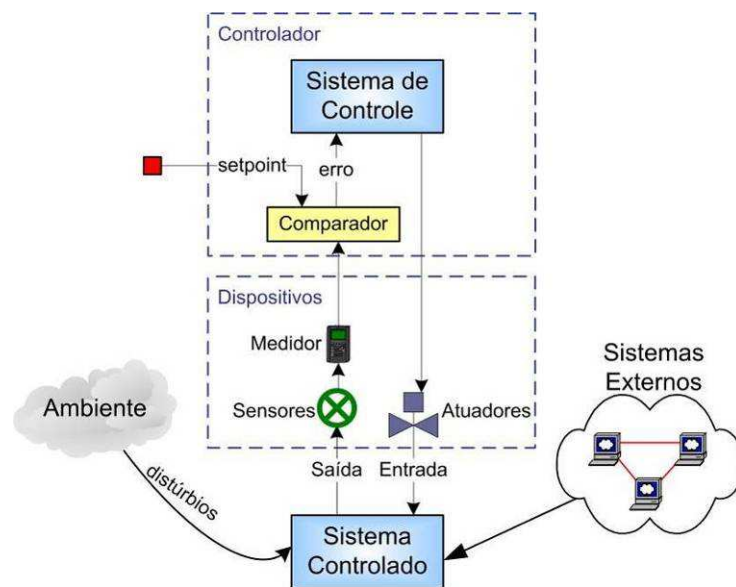 Controlador
Sistema de
Controle
setpoint
erro
Comparador
Dispositivos
Medidor
Sensores
Atuadores
Sistemas
Externos
Ambiente
distúrbios
Saída
Entrada
Sistema
Controlado